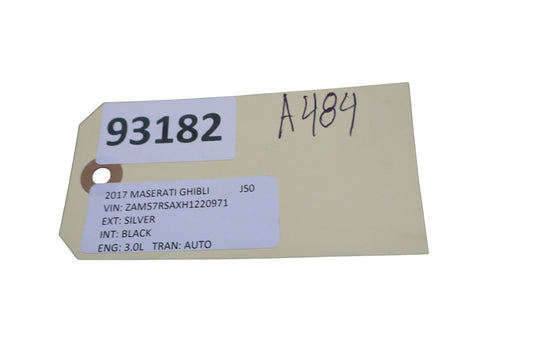 A484
93182
2017 MASERATI GHIBLI J50
VIN: ZAM57RSAXH1220971
EXT: SILVER
INT: BLACK
ENG: 3.0L TRAN: AUTO